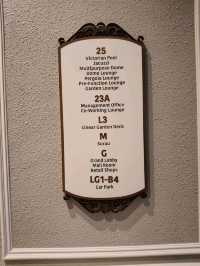 25
Victorian Pool
Jacuzzi
Multipurpose Dome
Dome Lounge
Pergola Lounge
Pre-Function Lounge
Garden Lounge
23A
Management Office
Co-Working Lounge
L3
Linear Garden Deck
M
Surau
G
Grand Lobby
Mail Room
Retail Shops
LG1-B4
Car Park